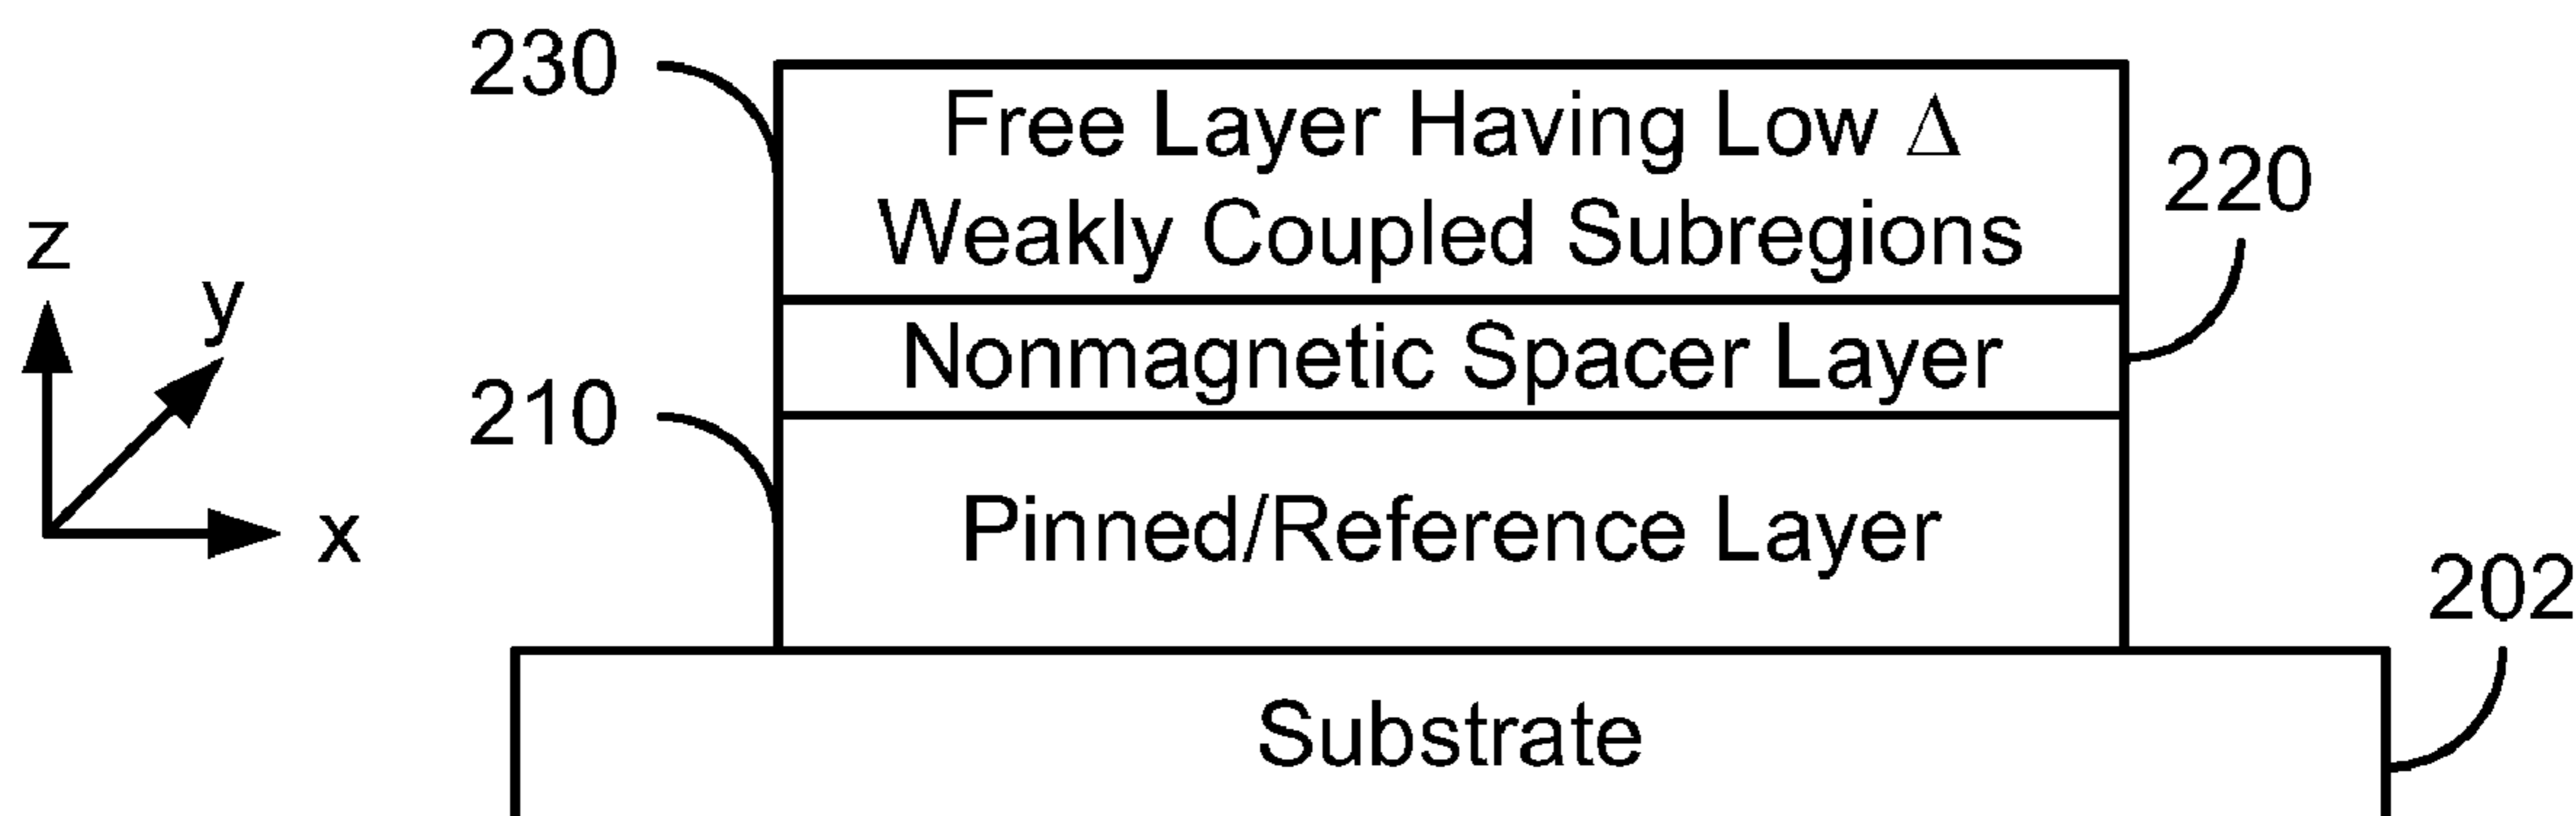 230
Free Layer Having Low Δ
Weakly Coupled Subregions
220
z
y
Nonmagnetic Spacer Layer
210
x
Pinned/Reference Layer
202
Substrate